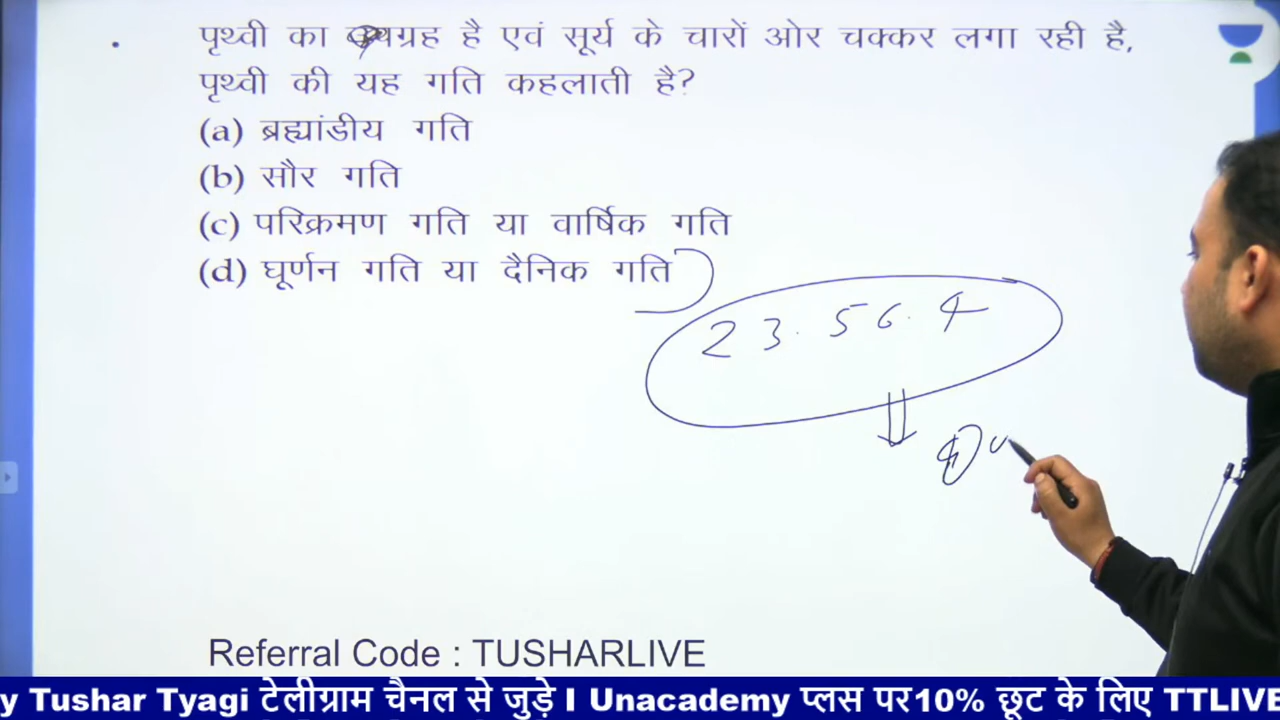 पृथ्वी का ग्रह है एवं सूर्य के चारों ओर चक्कर लगा रही है,
पृथ्वी की यह गति कहलाती है?
(a) ब्रह्मांडीय गति
(b) सौर गति
(c) परिक्रमण गति या वार्षिक गति
(d) घूर्णन गति या दैनिक गति
23. 56. 4
Referral Code : TUSHARLIVE
y Tushar Tyagi टेलीग्राम चैनल से जुड़े I Unacademy प्लस पर10% छूट के लिए TTLIVE